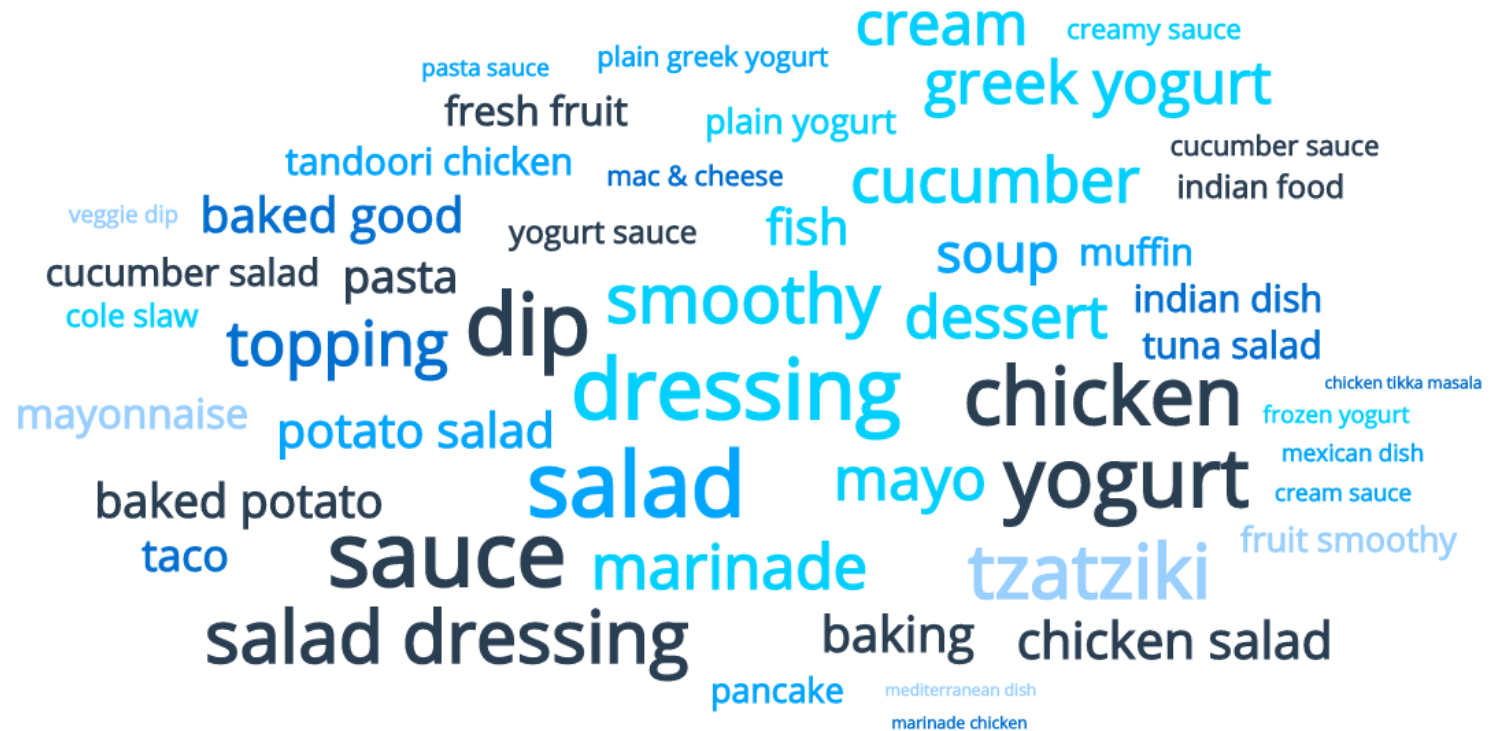 cream
creamy sauce
plain greek yogurt
pasta sauce
greek yogurt
fresh fruit
plain yogurt
cucumber sauce
tandoori chicken
mac & cheese
cucumber
indian food
veggie dip
baked good
yogurt sauce
fish
soup
muffin
cucumber salad
pasta
smoothy
indian dish
cole slaw
topping
dip
dessert
tuna salad
dressing
chicken
chicken tikka masala
mayonnaise
potato salad
frozen yogurt
mexican dish
salad
mayo
yogurt
cream sauce
baked potato
fruit smoothy
taco
sauce
marinade
tzatziki
salad dressing
baking
chicken salad
pancake
mediterranean dish
marinade chicken